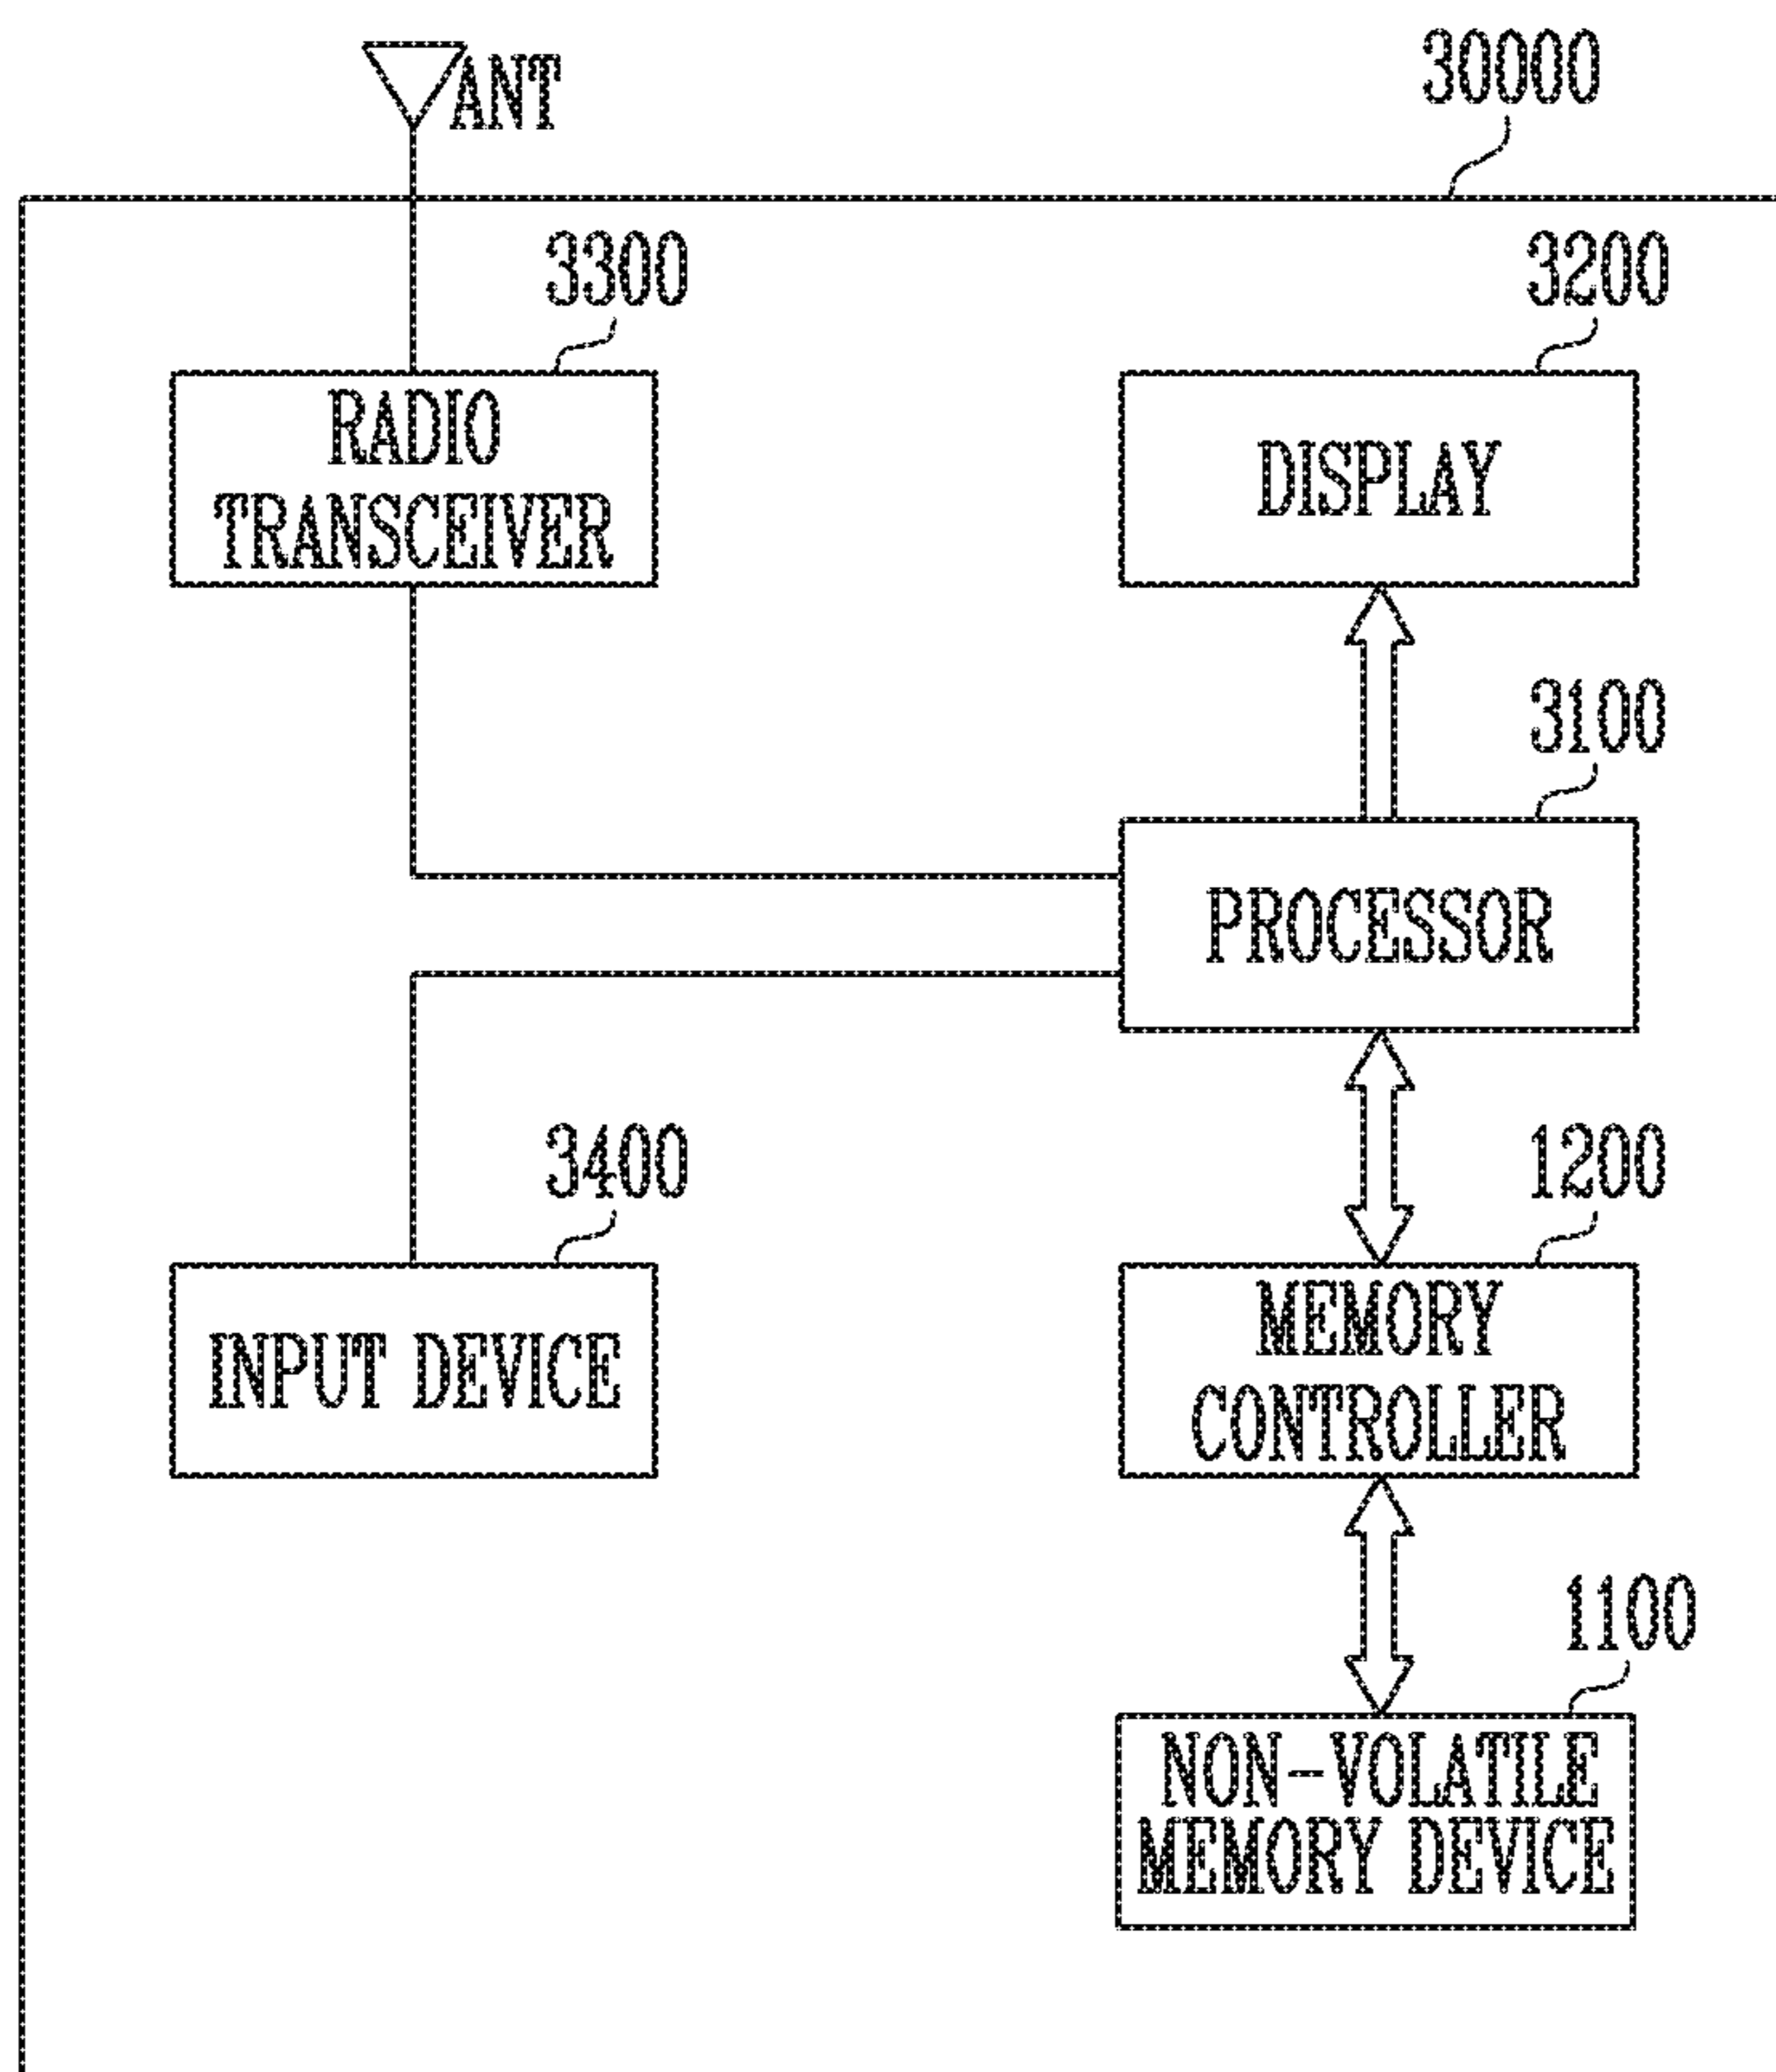 ANT
30000
3300
RADIO
TRANSCEIVER
3200
DISPLAY
3100
PROCESSOR
3400
INPUT DEVICE
1200
MEMORY
CONTROLLER
1100
NON-VOLATILE
MEMORY DEVICE